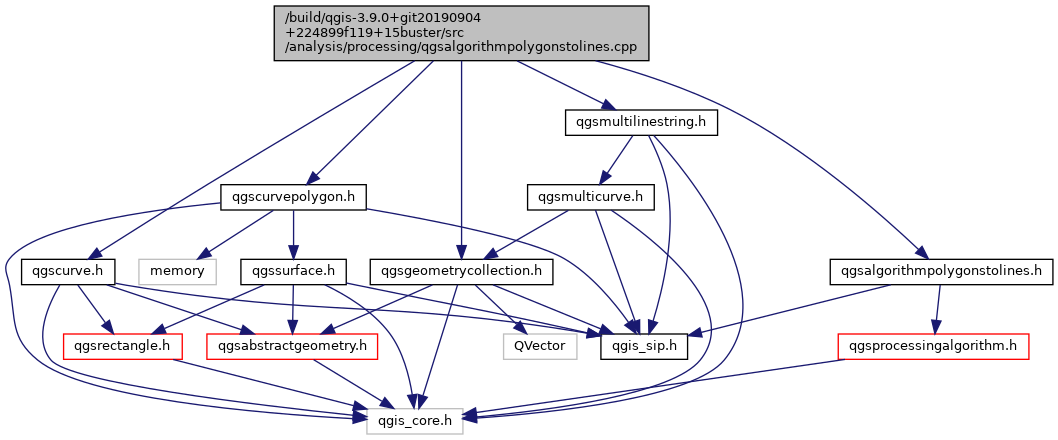 /build/qgis-3.9.0+git20190904
+224899f119+15buster/src
/analysis/processing/qgsalgorithmpolygonstolines.cpp
qgsmultilinestring.h
qgscurvepolygon.h
qgsmulticurve.h
qgscurve.h
memory
qgssurface.h
qgsgeometrycollection.h
qgsalgorithmpolygonstolines.h
qgsrectangle.h
qgsabstractgeometry.h
QVector
qgis_sip.h
qgsprocessingalgorithm.h
qgis_core.h